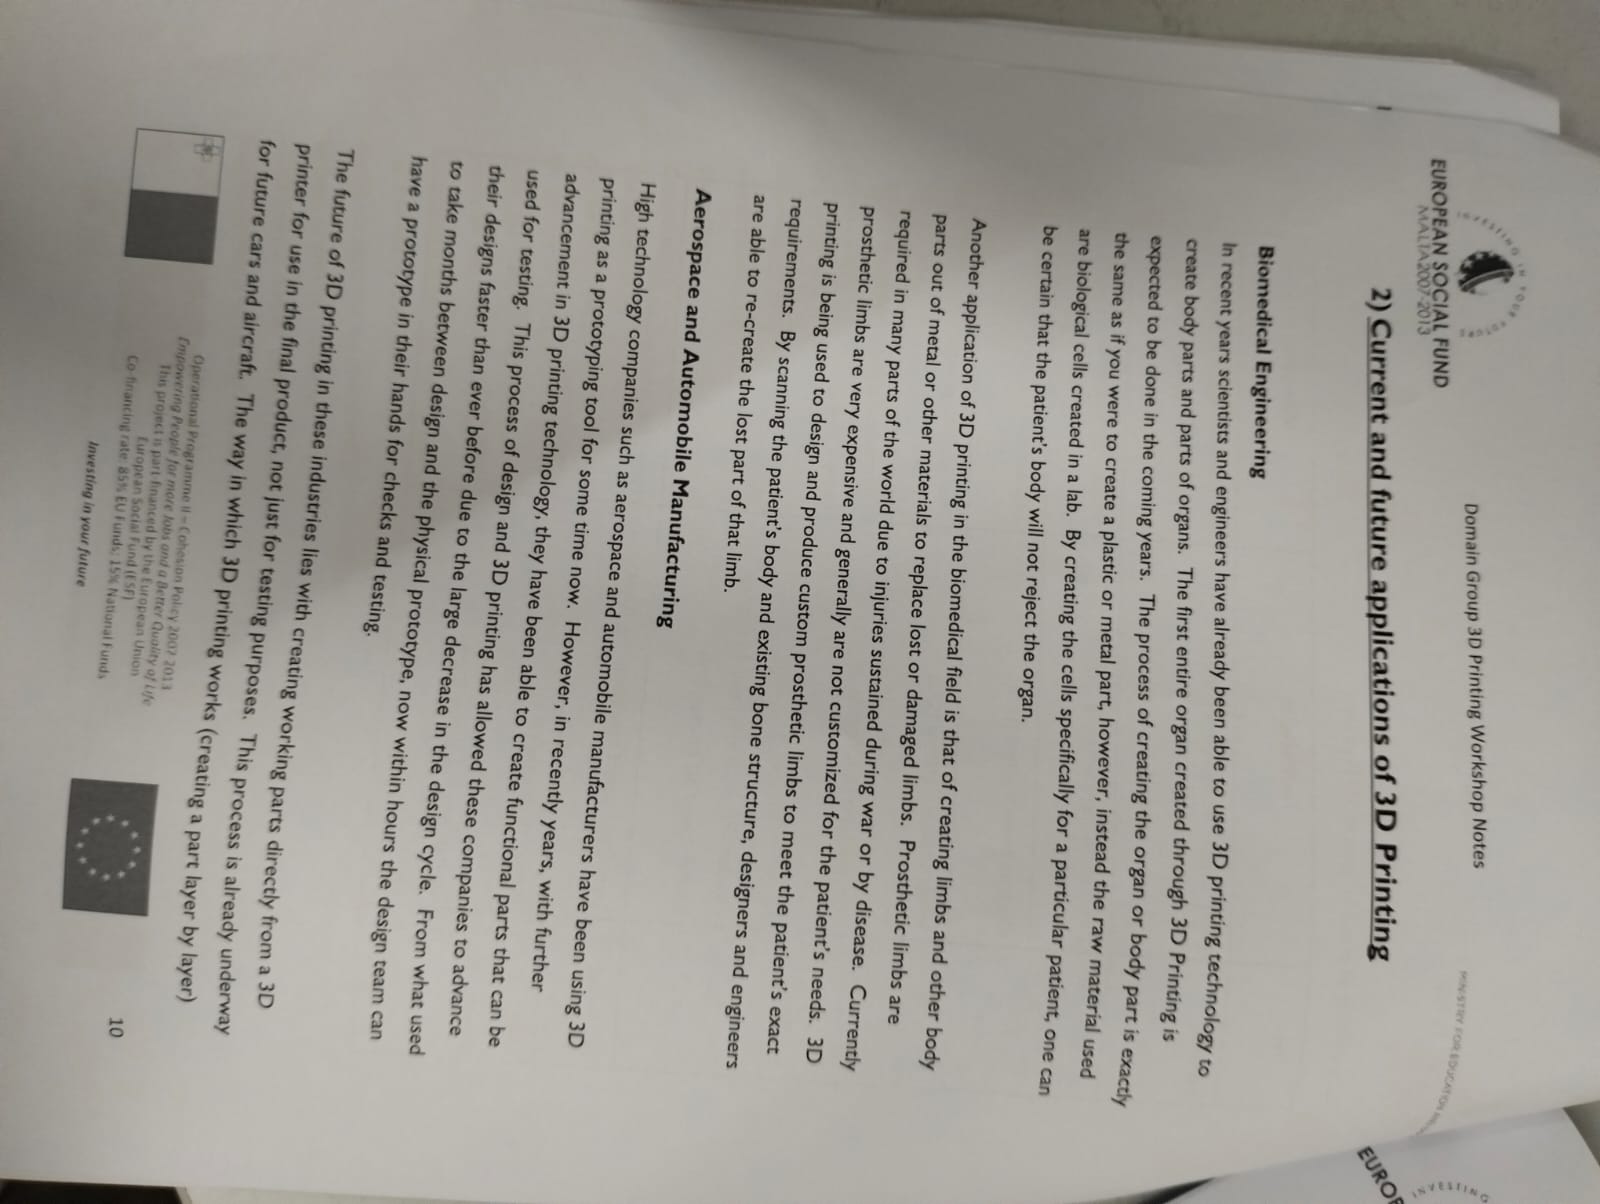 INVESTING IN YOUR FUTURE
EUROPEAN SOCIAL FUND
MALTA 2007-2013
Domain Group 3D Printing Workshop Notes
MINISTRY FOR EDUCATION
2) Current and future applications of 3D Printing
Biomedical Engineering
In recent years scientists and engineers have already been able to use 3D printing technology to
create body parts and parts of organs. The first entire organ created through 3D Printing is
expected to be done in the coming years. The process of creating the organ or body part is exactly
the same as if you were to create a plastic or metal part, however, instead the raw material used
are biological cells created in a lab. By creating the cells specifically for a particular patient, one can
be certain that the patient's body will not reject the organ.
Another application of 3D printing in the biomedical field is that of creating limbs and other body
parts out of metal or other materials to replace lost or damaged limbs. Prosthetic limbs are
required in many parts of the world due to injuries sustained during war or by disease. Currently
prosthetic limbs are very expensive and generally are not customized for the patient's needs. 3D
printing is being used to design and produce custom prosthetic limbs to meet the patient's exact
requirements. By scanning the patient's body and existing bone structure, designers and engineers
are able to re-create the lost part of that limb.
Aerospace and Automobile Manufacturing
High technology companies such as aerospace and automobile manufacturers have been using 3D
printing as a prototyping tool for some time now. However, in recently years, with further
advancement in 3D printing technology, they have been able to create functional parts that can be
used for testing. This process of design and 3D printing has allowed these companies to advance
their designs faster than ever before due to the large decrease in the design cycle. From what used
to take months between design and the physical prototype, now within hours the design team can
have a prototype in their hands for checks and testing.
The future of 3D printing in these industries lies with creating working parts directly from a 3D
printer for use in the final product, not just for testing purposes. This process is already underway
for future cars and aircraft. The way in which 3D printing works (creating a part layer by layer)
Operational Programme II – Cohesion Policy 2007-2013
Empowering People for more Jobs and a Better Quality of Life
This project is part-financed by the European Union
European Social Fund (ESF)
Co-financing rate: 85% EU Funds; 15% National Funds
Investing in your future
10
INVESTING
EUROP